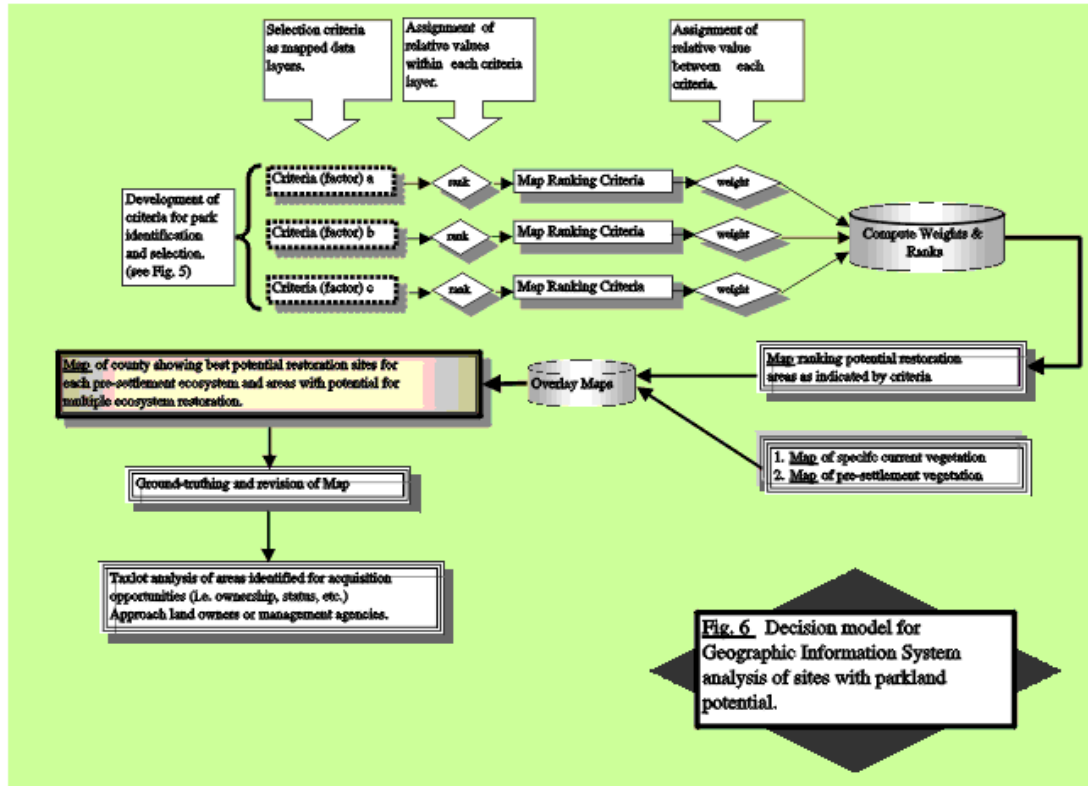 Selection criteria
as mapped data
layers.
Assignment of
relative values
within each criteria
layer.
Assignment of
relative value
between each
criteria.
Development of
criteria for park
identification
and selection.
(see Fig. 5)
Criteria (factor) a
rank
Map Ranking Criteria
weight
Criteria (factor) b
rank
Map Ranking Criteria
weight
Criteria (factor) c
rank
Map Ranking Criteria
weight
Compute Weights &
Ranks
Map ranking potential restoration
areas as indicated by criteria
1. Map of specific current vegetation
2. Map of pre-settlement vegetation
Overlay Maps
Map of county showing best potential restoration sites for
each pre-settlement ecosystem and areas with potential for
multiple ecosystem restoration.
Ground-truthing and revision of Map
Taxlot analysis of areas identified for acquisition
opportunities (i.e. ownership, status, etc.)
Approach land owners or management agencies.
Fig. 6 Decision model for
Geographic Information System
analysis of sites with parkland
potential.